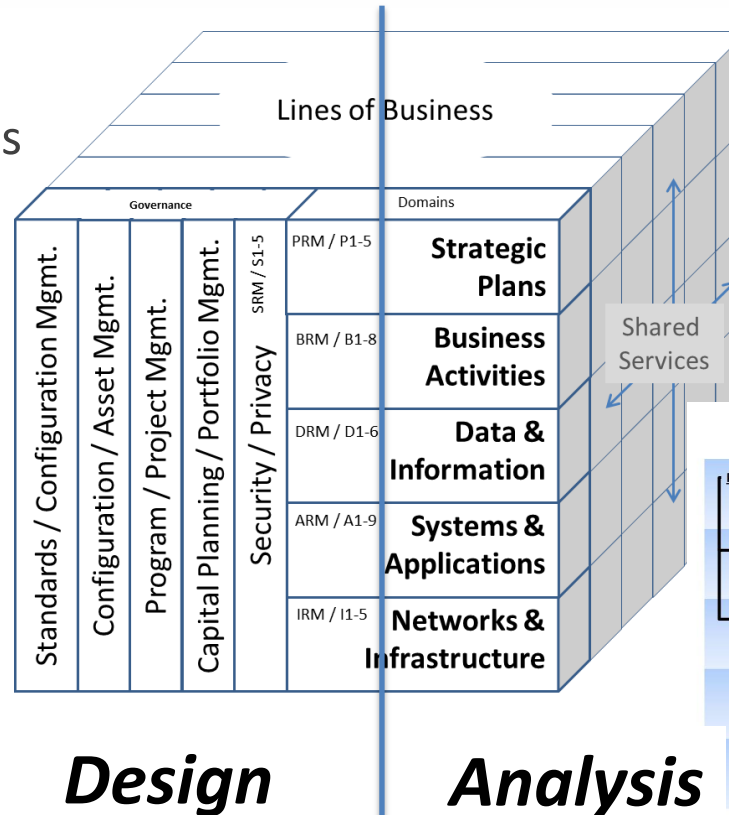 s
Lines of Business
Governance
Domains
Standards / Configuration Mgmt.
Configuration / Asset Mgmt.
Program / Project Mgmt.
Capital Planning / Portfolio Mgmt.
Security / Privacy
SRM / S1-5
PRM / P1-5
Strategic
Plans
BRM / B1-8
Business
Activities
DRM / D1-6
Data &
Information
ARM / A1-9
Systems &
Applications
IRM / I1-5
Networks &
Infrastructure
Shared
Services
Design
Analysis